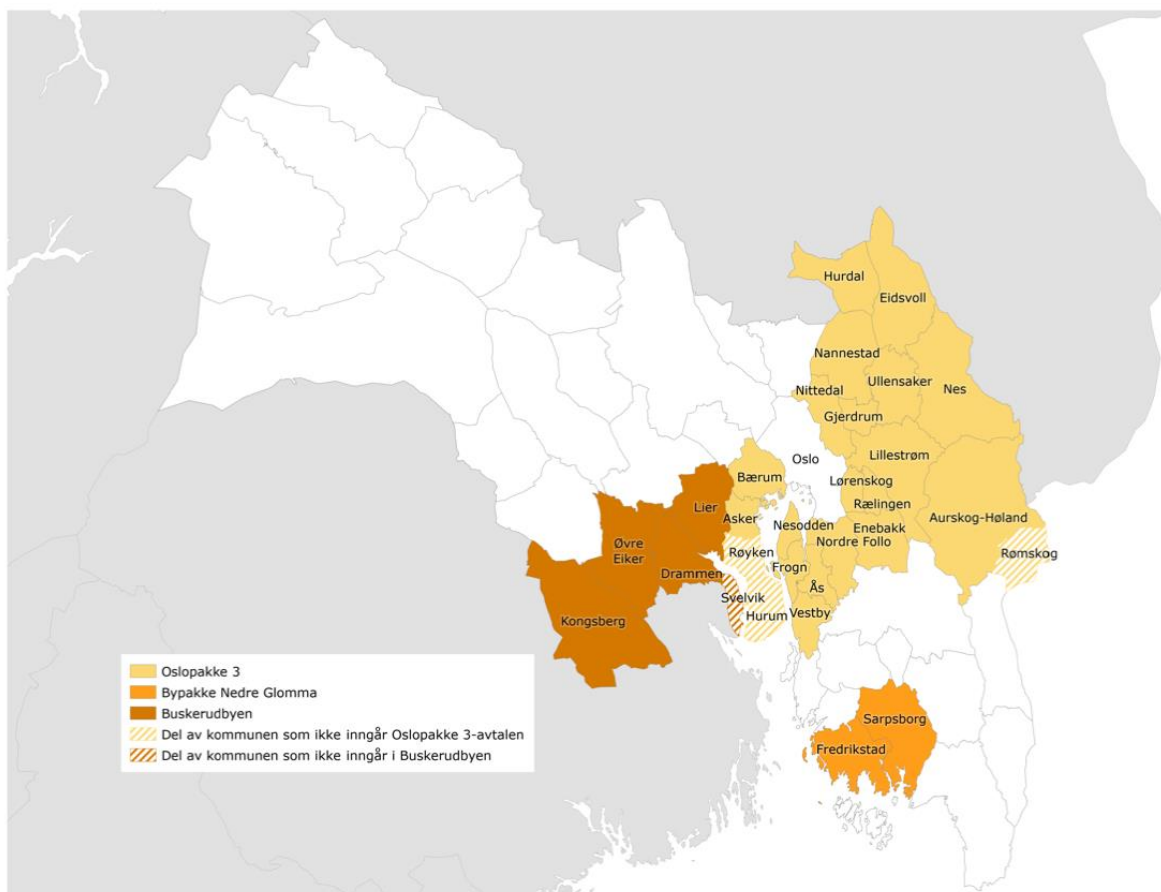 Hurdal
Eidsvoll
Nannestad
Ullensaker
Nittedal
Nes
Gjerdrum
Oslo
Lillestrøm
Bærum
Lørenskog
Rælingen
Lier
Asker
Nesodden
Enebakk
Aurskog-Høland
Nordre Follo
Øvre
Eiker
Røyken
Rømskog
Frogn
Drammen
Ås
Svelvik
Hurum
Vestby
Kongsberg
Oslopakke 3
Bypakke Nedre Glomma
Buskerudbyen
Del av kommunen som ikke inngår Oslopakke 3-avtalen
Del av kommunen som ikke inngår i Buskerudbyen
Sarpsborg
Fredrikstad